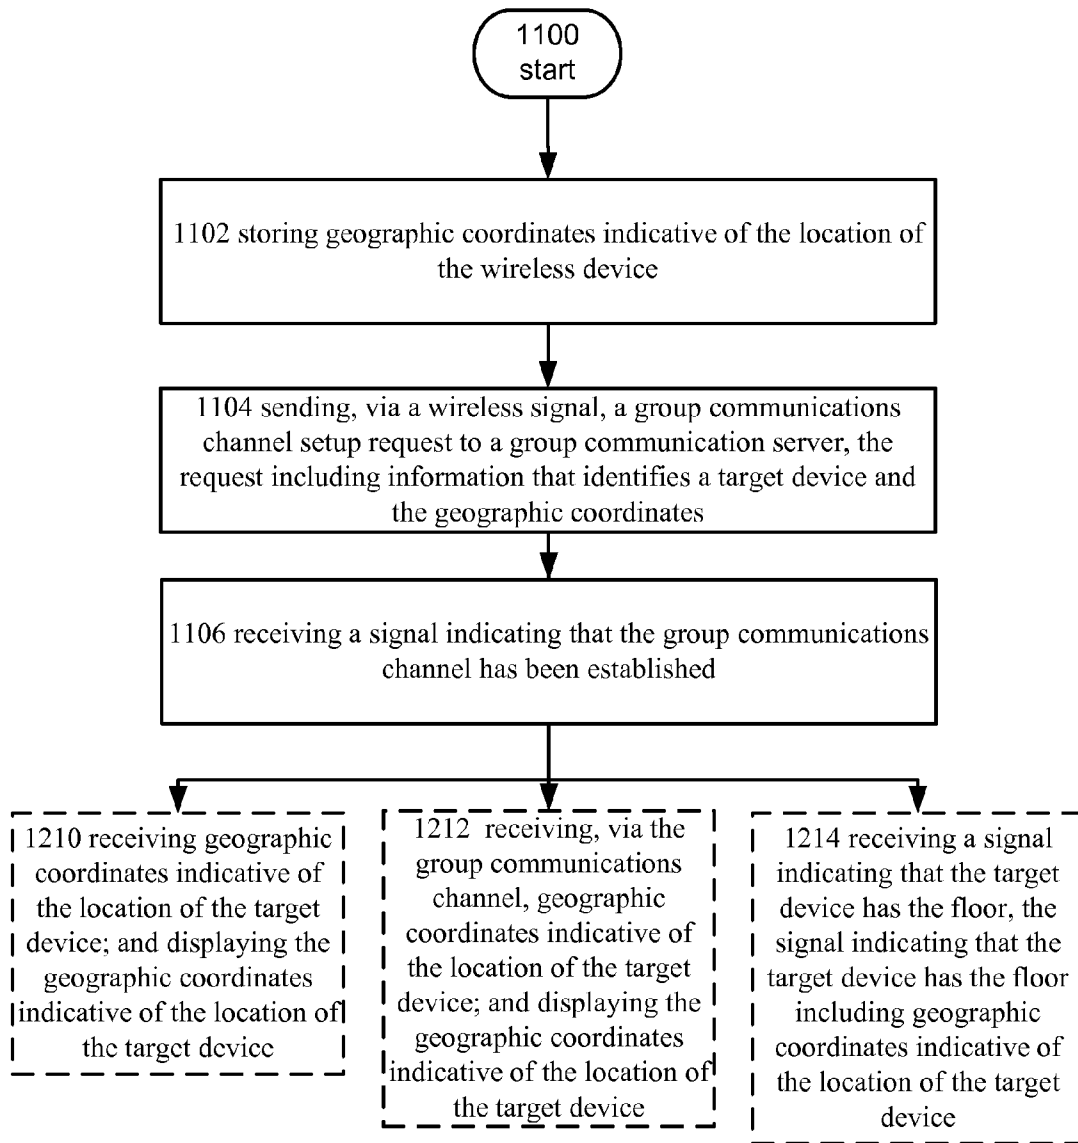 1100
start
1102 storing geographic coordinates indicative of the location of
the wireless device
1104 sending, via a wireless signal, a group communications
channel setup request to a group communication server, the
request including information that identifies a target device and
the geographic coordinates
1106 receiving a signal indicating that the group communications
channel has been established
1210 receiving geographic
coordinates indicative of
the location of the target
device; and displaying the
geographic coordinates
indicative of the location of
the target device
1212 receiving, via the
group communications
channel, geographic
coordinates indicative of
the location of the target
device; and displaying the
geographic coordinates
indicative of the location of
the target device
1214 receiving a signal
indicating that the target
device has the floor, the
signal indicating that the
target device has the floor
including geographic
coordinates indicative of
the location of the target
device